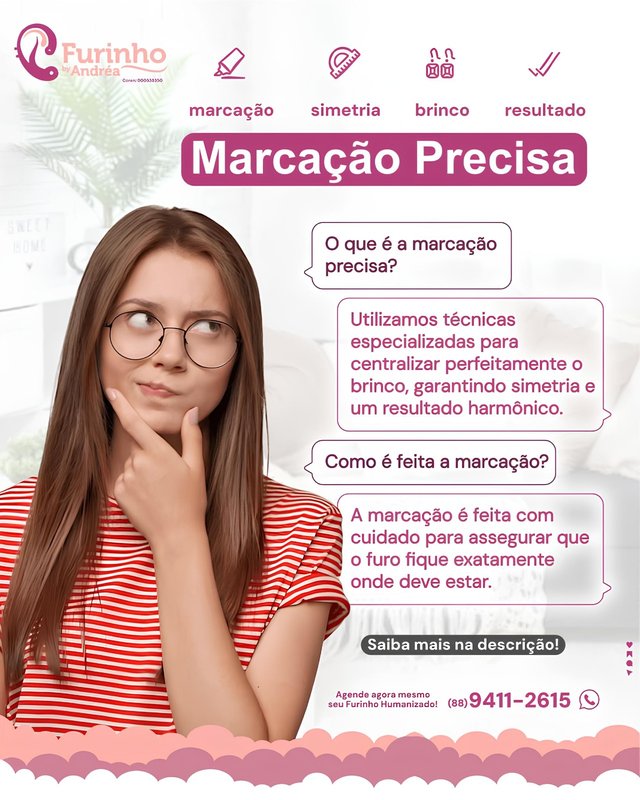 Furinho
by Andréa
marcação
simetria
brinco
resultado
Marcação Precisa
SWEET
HOME
O que é a marcação
precisa?
Utilizamos técnicas
especializadas para
centralizar perfeitamente o
brinco, garantindo simetria e
um resultado harmônico.
Como é feita a marcação?
A marcação é feita com
cuidado para assegurar que
o furo fique exatamente
onde deve estar.
Saiba mais na descrição!
Agende agora mesmo
seu Furinho Humanizado!
(88) 9411-2615